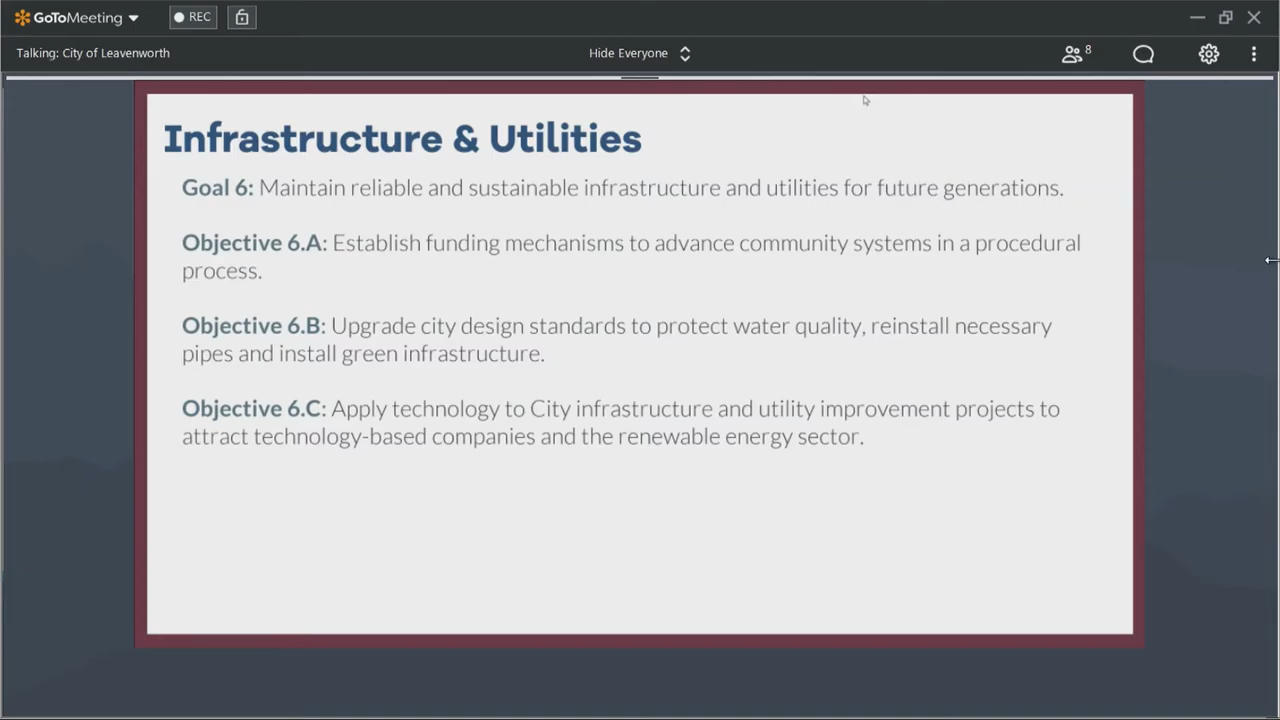 GoToMeeting
REC
Talking: City of Leavenworth
Hide Everyone
8
Infrastructure & Utilities
Goal 6: Maintain reliable and sustainable infrastructure and utilities for future generations.
Objective 6.A: Establish funding mechanisms to advance community systems in a procedural
process.
Objective 6.B: Upgrade city design standards to protect water quality, reinstall necessary
pipes and install green infrastructure.
Objective 6.C: Apply technology to City infrastructure and utility improvement projects to
attract technology-based companies and the renewable energy sector.